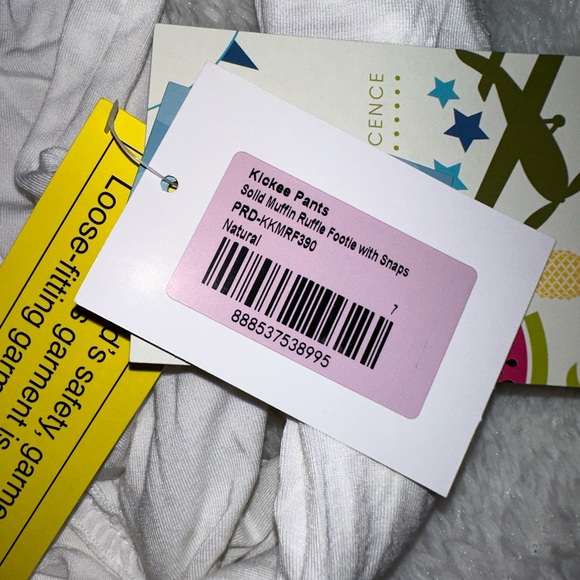 CENCE
Kickee Pants
Solid Muffin Ruffle Footie with Snaps
PRD-KKMRF390
Natural
7
888537538995
Loose-fitting
d's safety, garme
garment is